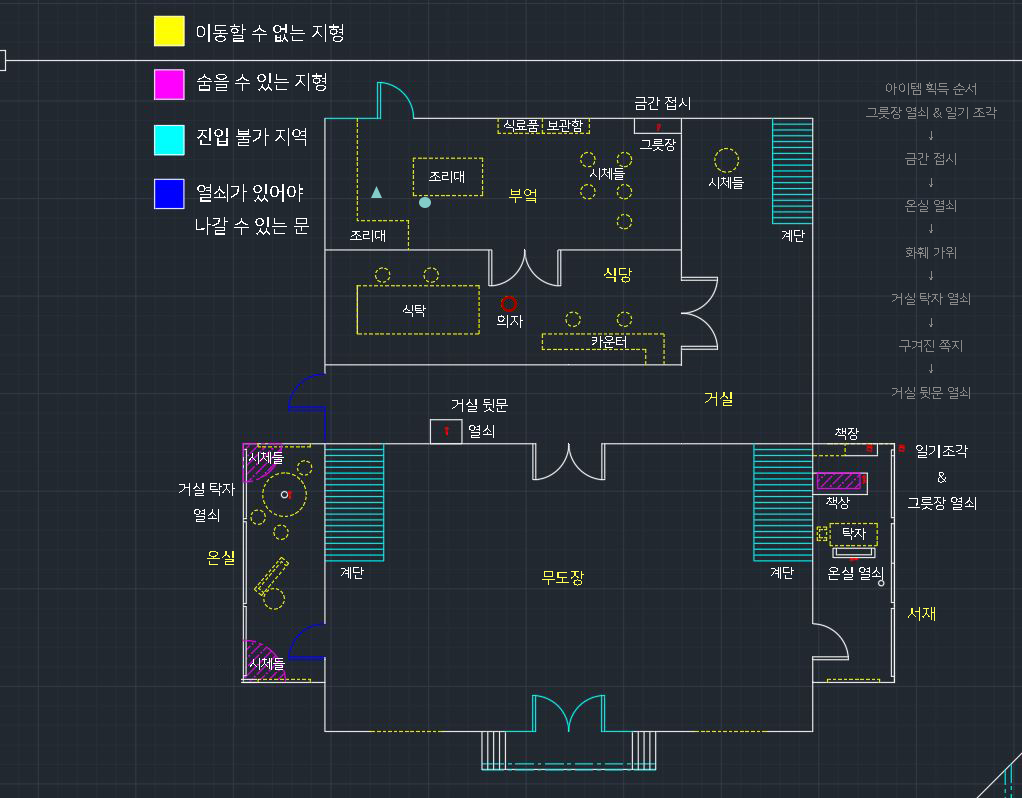 이동할 수 없는 지형
숨을 수 있는 지형
진입 불가 지역
열쇠가 있어야
나갈 수 있는 문
아이템 획득 순서
그릇장 열쇠 & 일기 조각
↓
금간 접시
↓
온실 열쇠
↓
화훼 가위
↓
거실 탁자 열쇠
↓
구겨진 쪽지
↓
거실 뒷문 열쇠
금간 접시
식료품 보관함
그릇장
조리대
시체들
시체들
부엌
조리대
계단
식당
식탁
의자
카운터
거실
거실 뒷문
열쇠
책장
시체들
일기조각
&
그릇장 열쇠
거실 탁자
열쇠
책상
탁자
온실
계단
무도장
계단
온실 열쇠
서재
시체들